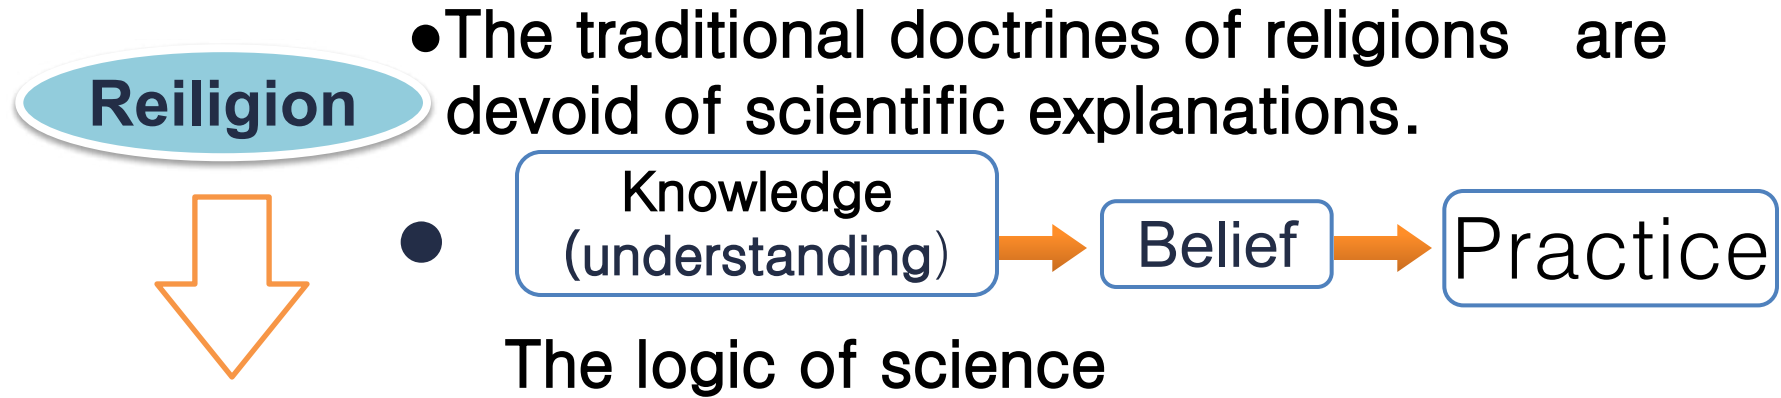 Reiligion
●The traditional doctrines of religions are
devoid of scientific explanations.
● Knowledge
(understanding)
Belief
Practice
The logic of science